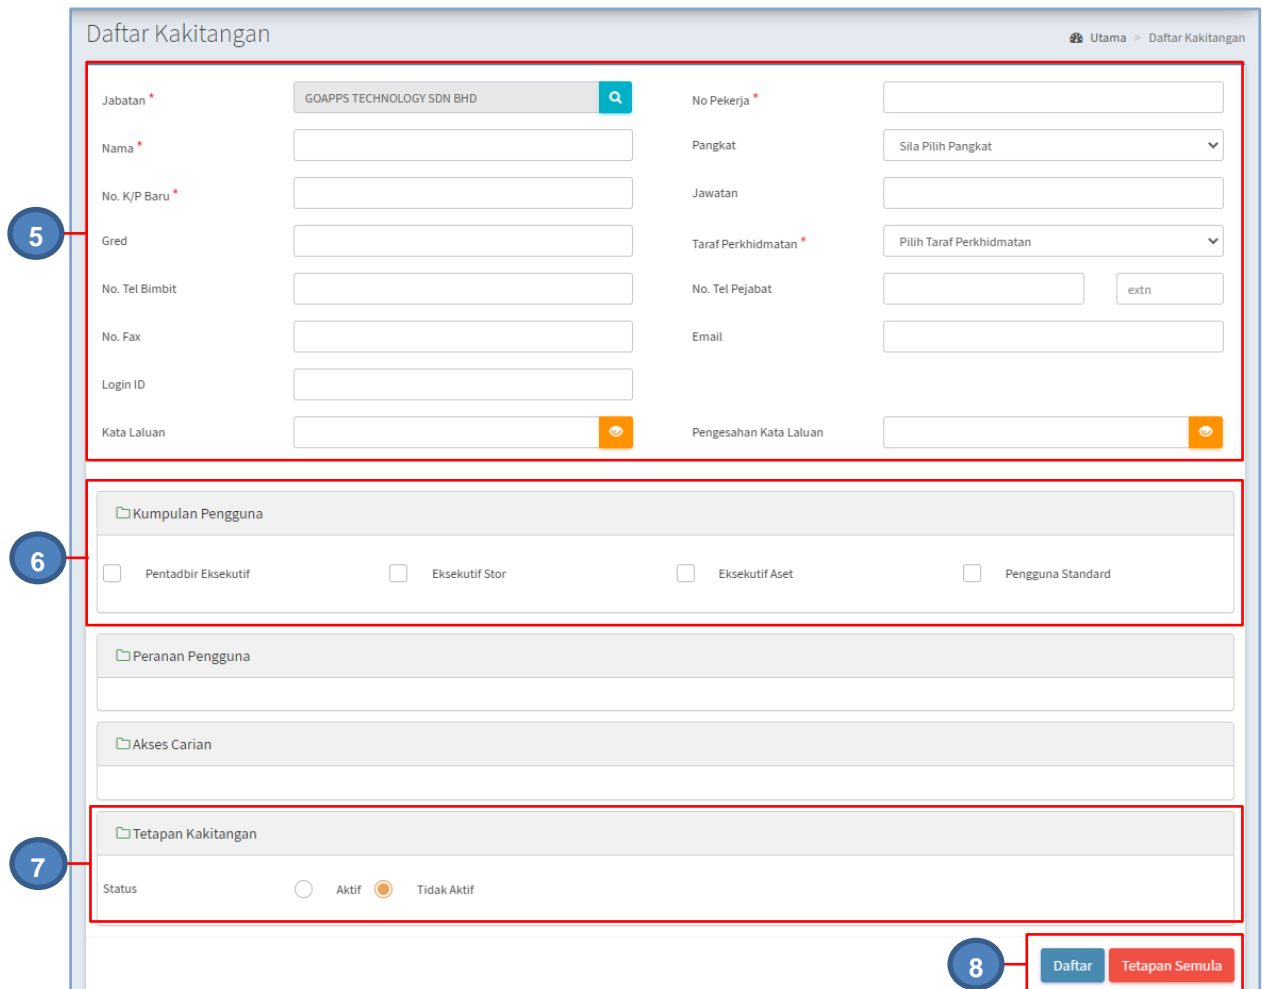 Daftar Kakitangan
Utama > Daftar Kakitangan
Jabatan * GOAPPS TECHNOLOGY SDN BHD No Pekerja *
Nama * Pangkat Sila Pilih Pangkat
No. K/P Baru * Jawatan
5
Gred Taraf Perkhidmatan * Pilih Taraf Perkhidmatan
No. Tel Bimbit No. Tel Pejabat extn
No. Fax Email
Login ID
Kata Laluan Pengesahan Kata Laluan
Kumpulan Pengguna
6
Pentadbir Eksekutif Eksekutif Stor Eksekutif Aset Pengguna Standard
Peranan Pengguna
Akses Carian
Tetapan Kakitangan
7
Status Aktif Tidak Aktif
8 Daftar Tetapan Semula